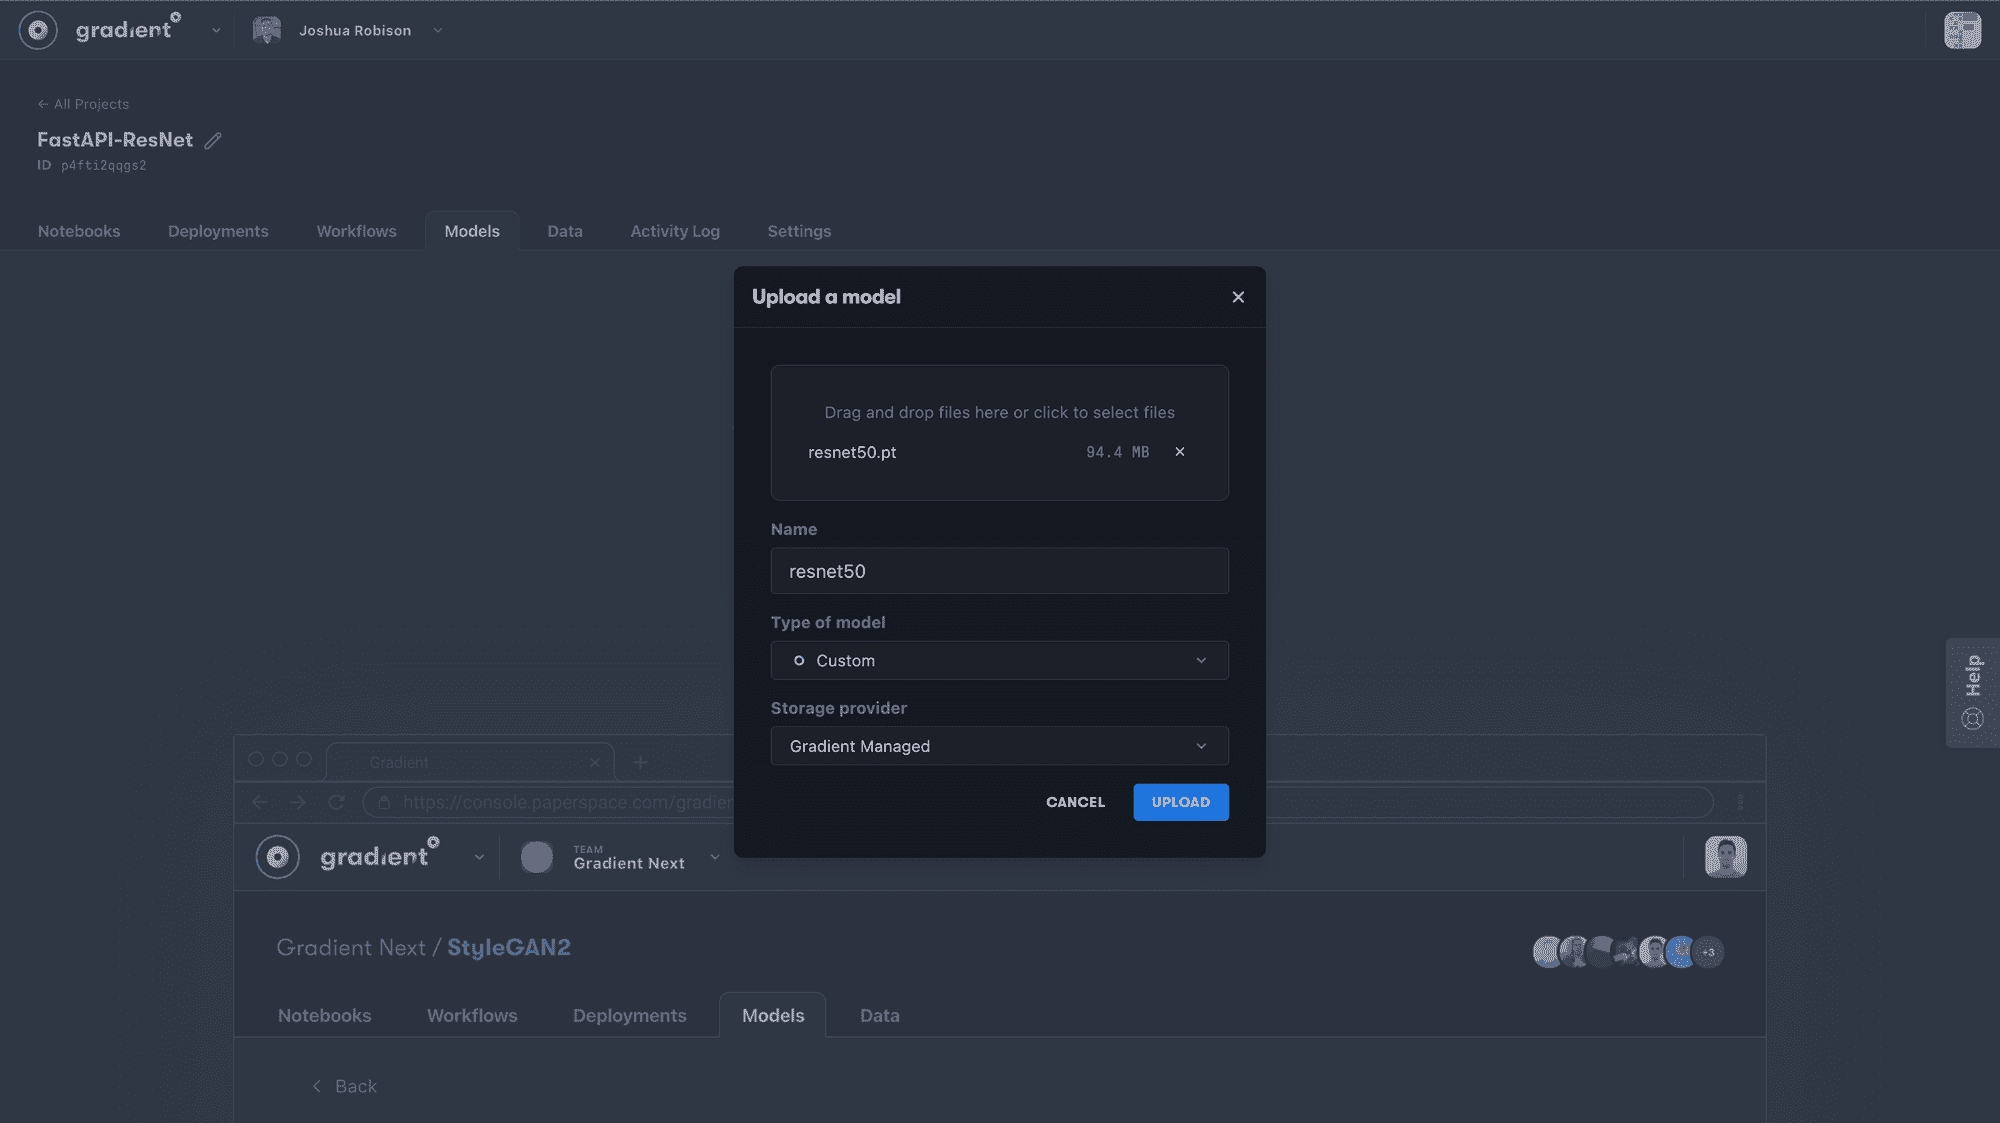 gradient
Joshua Robison
← All Projects
FastAPI-ResNet
ID p4fti2qqgs2
Notebooks Deployments Workflows Models Data Activity Log Settings
Upload a model
Drag and drop files here or click to select files
resnet50.pt 94.4 MB
Name
resnet50
Type of model
Custom
Storage provider
Gradient Managed
CANCEL UPLOAD
Help
Gradient
https://console.paperspace.com/gradien
gradient
TEAM
Gradient Next
Gradient Next / StyleGAN2
+3
Notebooks Workflows Deployments Models Data
Back